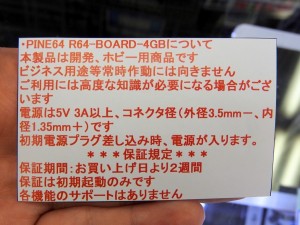 ・PINE64 R64-BOARD-4GBについて
本製品は開発、ホビー用商品です
ビジネス用途等常時作動には向きません
ご利用には高度な知識が必要になる場合がござ
います
電源は5V 3A以上、コネクタ径(外径3.5mmー、内
径1.35mm+)です
初期電源プラグ差し込み時、電源が入ります。
＊＊＊保証規定＊＊＊
保証期間：お買い上げ日より2週間
保証は初期起動のみです
各機能のサポートはありません